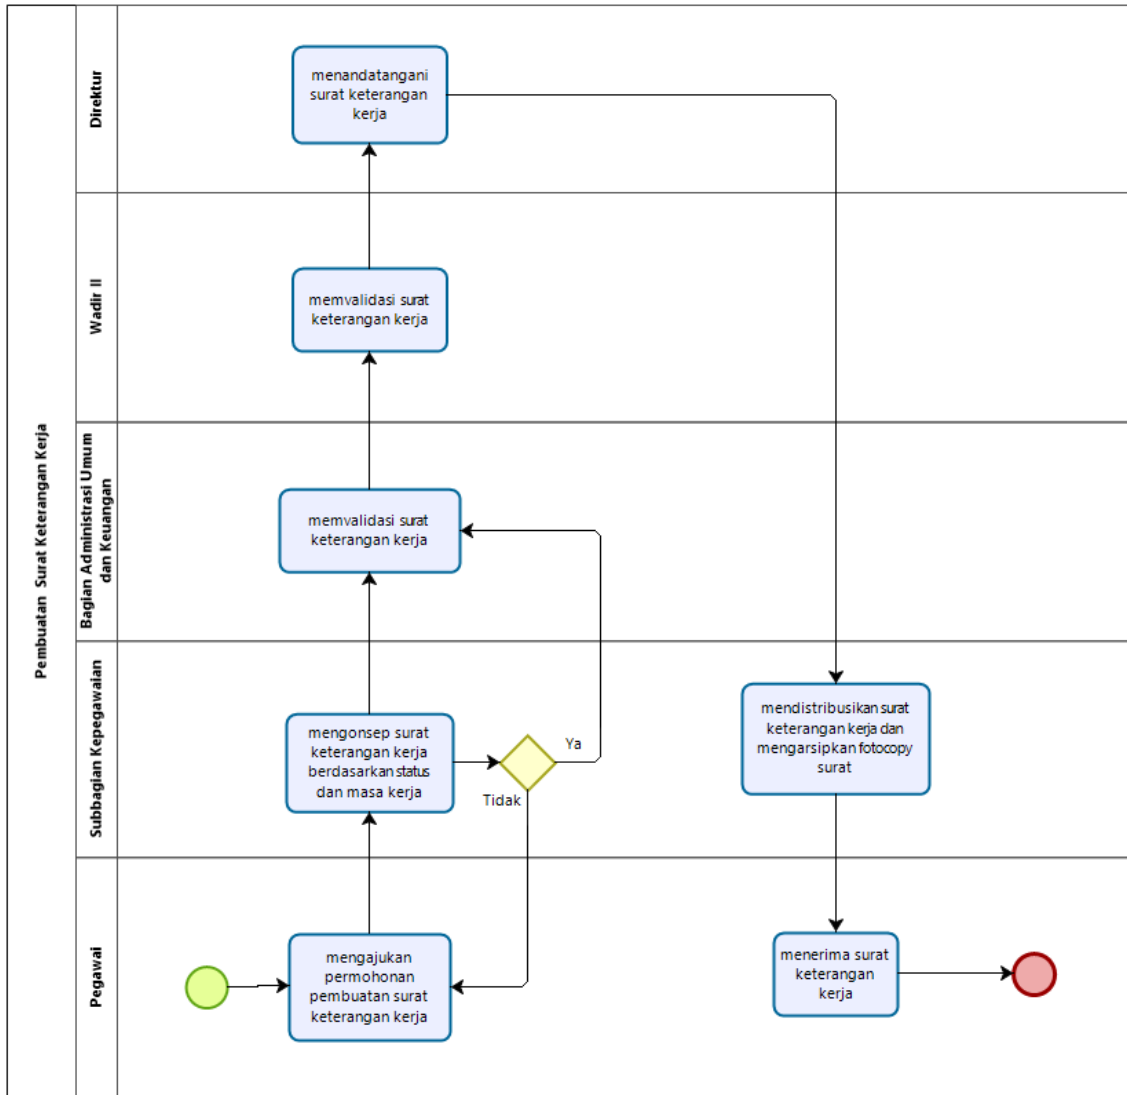 Pembuatan Surat Keterangan Kerja
Direktur
menandatangani
surat keterangan
kerja
Wadir II
memvalidasi surat
keterangan kerja
Bagian Administrasi Umum
dan Keuangan
memvalidasi surat
keterangan kerja
Subbagian Kepegawaian
mengonsep surat
keterangan kerja
berdasarkan status
dan masa kerja
Ya
Tidak
mendistribusikan surat
keterangan kerja dan
mengarsipkan fotocopy
surat
Pegawai
mengajukan
permohonan
pembuatan surat
keterangan kerja
menerima surat
keterangan
kerja